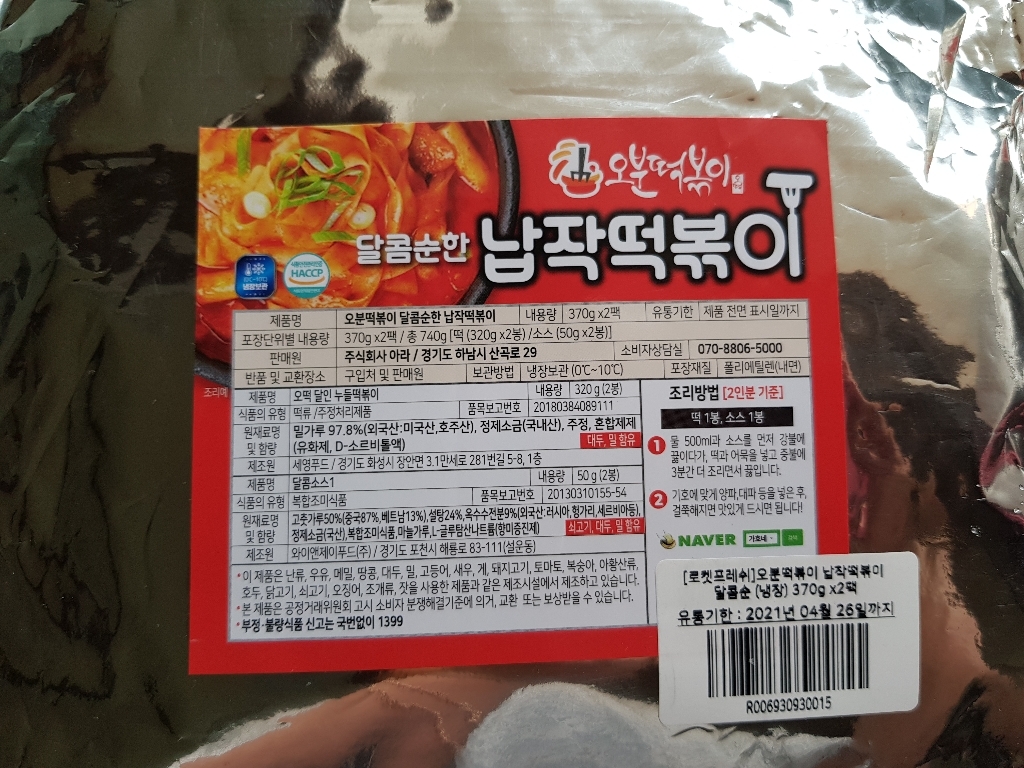 오분떡볶이
달콤순한 납작떡볶이
0℃~10℃
냉장보관
HACCP
제품명 오분떡볶이 달콤순한 납작떡볶이 내용량 370g x2팩 유통기한 제품 전면 표시일까지
포장단위별 내용량 370g x2팩 / 총 740g [떡 (320g x2봉) /소스 (50g x2봉)]
판매원 주식회사 아라 / 경기도 하남시 산곡로 29 소비자상담실 070-8806-5000
반품 및 교환장소 구입처 및 판매원 보관방법 냉장보관 (0℃~10℃) 포장재질 폴리에틸렌(내면)
조리예
제품명 오떡 달인 누들떡볶이 내용량 320 g (2봉)
식품의 유형 떡류 /주정처리제품 품목보고번호 20180384089111
원재료명 및 함량 밀가루 97.8%(외국산:미국산,호주산), 정제소금(국내산), 주정, 혼합제제
(유화제, D-소르비톨액) 대두, 밀 함유
제조원 세영푸드 / 경기도 화성시 장안면 3.1만세로 281번길 5-8, 1층
제품명 달콤소스1 내용량 50 g (2봉)
식품의 유형 복합조미식품 품목보고번호 20130310155-54
원재료명 및 함량 고춧가루50%(중국87%,베트남13%),설탕24%,옥수수전분9%(외국산:러시아,헝가리,세르비아등),
정제소금(국산),복합조미식품,마늘가루,L-글루탐산나트륨(향미증진제) 쇠고기, 대두, 밀 함유
제조원 와이앤제이푸드(주) / 경기도 포천시 해룡로 83-111(설운동)
*이 제품은 난류, 우유, 메밀, 땅콩, 대두, 밀, 고등어, 새우, 게, 돼지고기, 토마토, 복숭아, 아황산류,
호두, 닭고기, 쇠고기, 오징어, 조개류, 잣을 사용한 제품과 같은 제조시설에서 제조하고 있습니다.
*본 제품은 공정거래위원회 고시 소비자 분쟁해결기준에 의거, 교환 또는 보상받을 수 있습니다.
*부정·불량식품 신고는 국번없이 1399
조리방법 [2인분 기준]
떡 1봉, 소스 1봉
1 물 500ml과 소스를 먼저 강불에
끓이다가, 떡과 어묵을 넣고 중불에
3분간 더 조리면서 끓입니다.
2 기호에 맞게 양파,대파 등을 넣은 후,
걸쭉해지면 맛있게 드시면 됩니다!
NAVER 가호네
[로켓프레쉬]오분떡볶이 납작떡볶이
달콤순 (냉장) 370g x2팩
유통기한 : 2021년 04월 26일까지
R006930930015